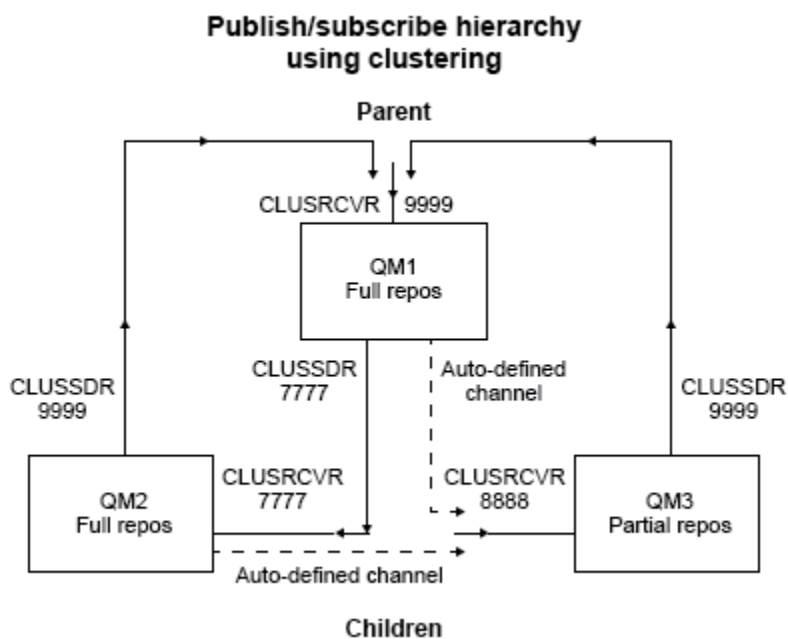 Publish/subscribe hierarchy
using clustering
Parent
CLUSRCVR 9999
QM1
Full repos
CLUSSDR
7777
Auto-defined
channel
CLUSSDR
9999
CLUSSDR
9999
CLUSRCVR
7777
CLUSRCVR
8888
QM2
Full repos
QM3
Partial repos
Auto-defined channel
Children